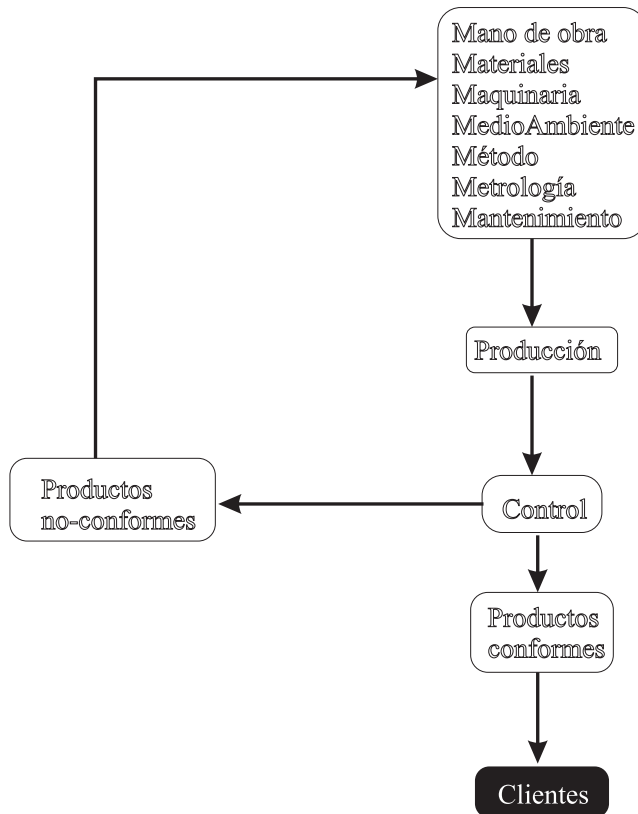 Mano de obra
Materiales
Maquinaria
MedioAmbiente
Método
Metrología
Mantenimiento
Producción
Productos
no-conformes
Control
Productos
conformes
Clientes